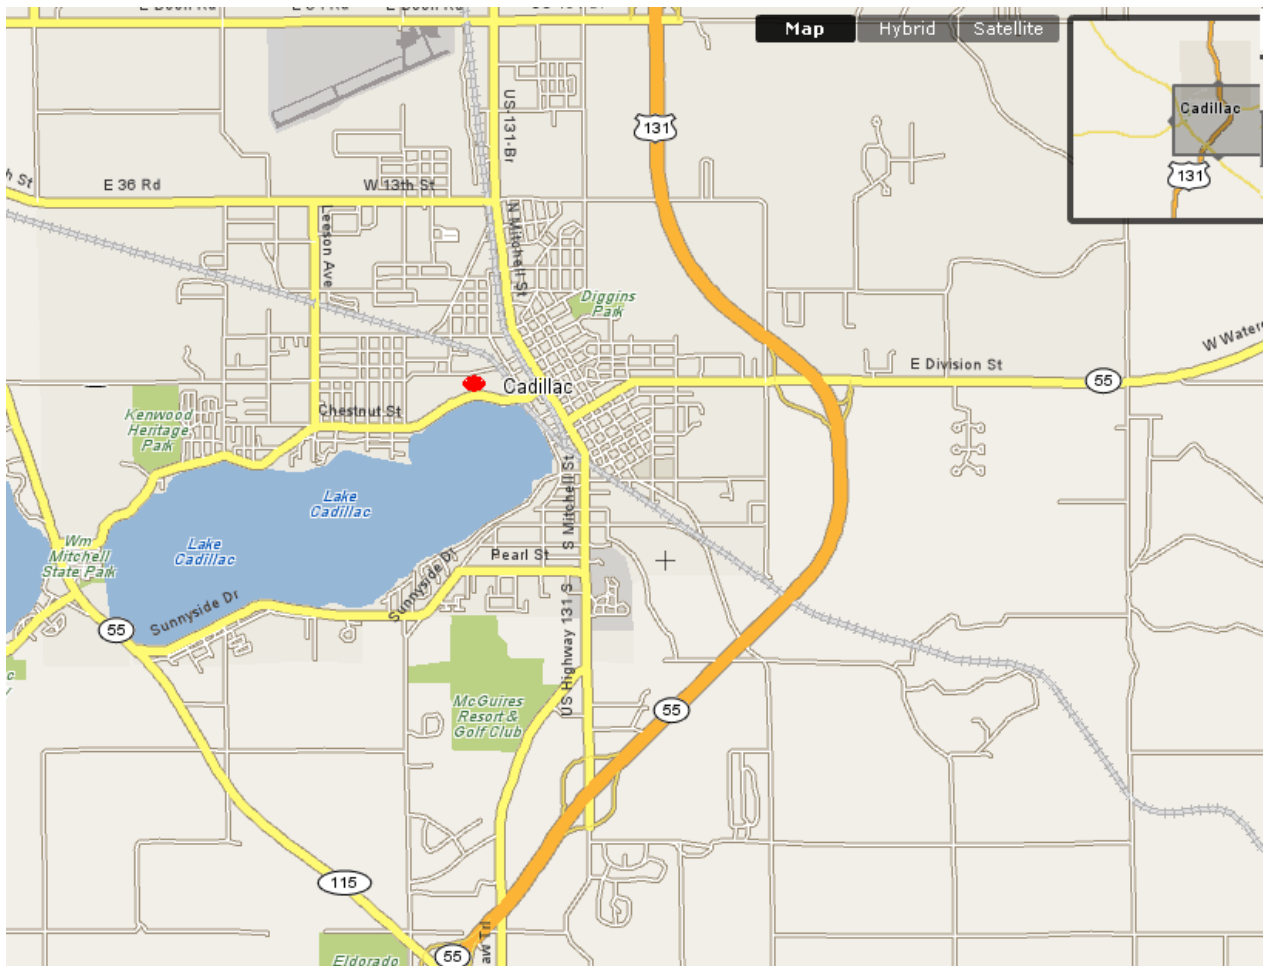 Map
Hybrid
Satellite
Cadillac
131
US-131-Br
131
h St
E 36 Rd
W 13th St
Leeson Ave
N Mitchell St
Diggins
Park
E Division St
55
Cadillac
Kenwood
Heritage
Park
Chestnut St
Lake
Cadillac
Lake
Cadillac
S Mitchell St
Wm
Mitchell
State Park
Pearl St
Sunnyside Dr
Sunnyside Dr
55
US Highway 131 S
McGuires
Resort &
Golf Club
55
115
55
Eldorado